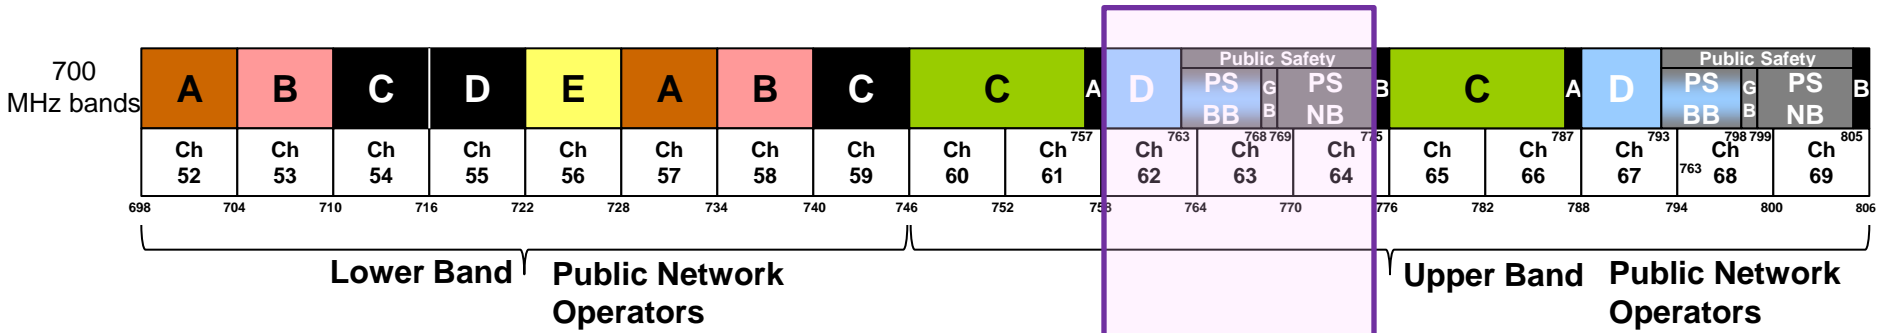 700
MHz bands
A B C D E A B C C A D Public Safety B C A D Public Safety B
PS BB G B PS NB PS BB G B PS NB
757 763 768 769 775 787 793 798 799 805
Ch 52 Ch 53 Ch 54 Ch 55 Ch 56 Ch 57 Ch 58 Ch 59 Ch 60 Ch 61 Ch 62 Ch 63 Ch 64 Ch 65 Ch 66 Ch 67 763 Ch 68 Ch 69
698 704 710 716 722 728 734 740 746 752 758 764 770 776 782 788 794 800 806
Lower Band Public Network Operators Upper Band Public Network Operators